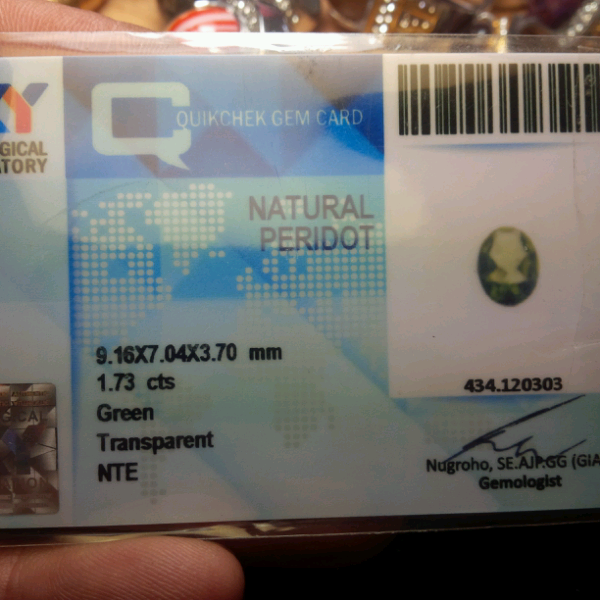 XY
GICAL
ATORY
QUIKCHEK GEM CARD
NATURAL
PERIDOT
9.16X7.04X3.70 mm
1.73 cts
Green
Transparent
NTE
434.120303
Nugroho, SE.AJP.GG (GIA
Gemologist